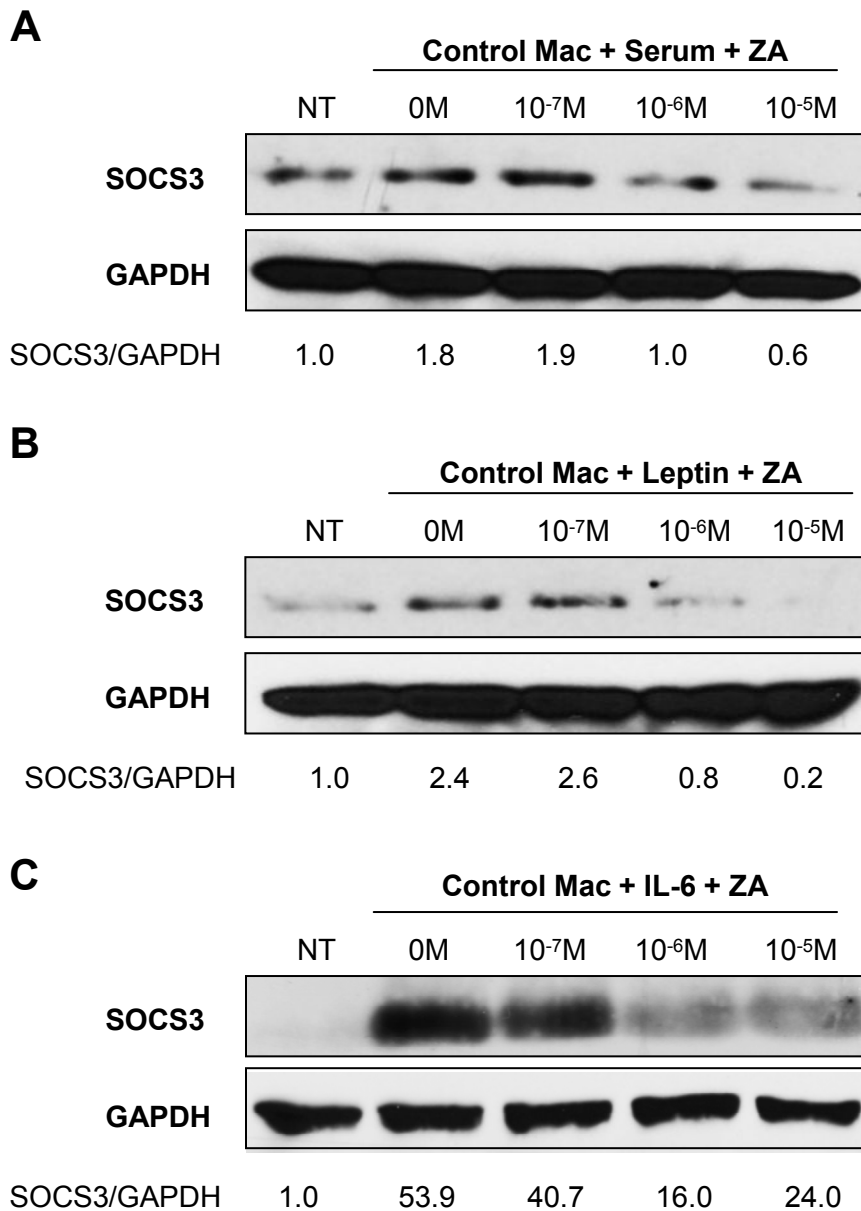 A
Control Mac + Serum + ZA
NT 0M 10⁻⁷M 10⁻⁶M 10⁻⁵M
SOCS3
GAPDH
SOCS3/GAPDH 1.0 1.8 1.9 1.0 0.6
B
Control Mac + Leptin + ZA
NT 0M 10⁻⁷M 10⁻⁶M 10⁻⁵M
SOCS3
GAPDH
SOCS3/GAPDH 1.0 2.4 2.6 0.8 0.2
C
Control Mac + IL-6 + ZA
NT 0M 10⁻⁷M 10⁻⁶M 10⁻⁵M
SOCS3
GAPDH
SOCS3/GAPDH 1.0 53.9 40.7 16.0 24.0